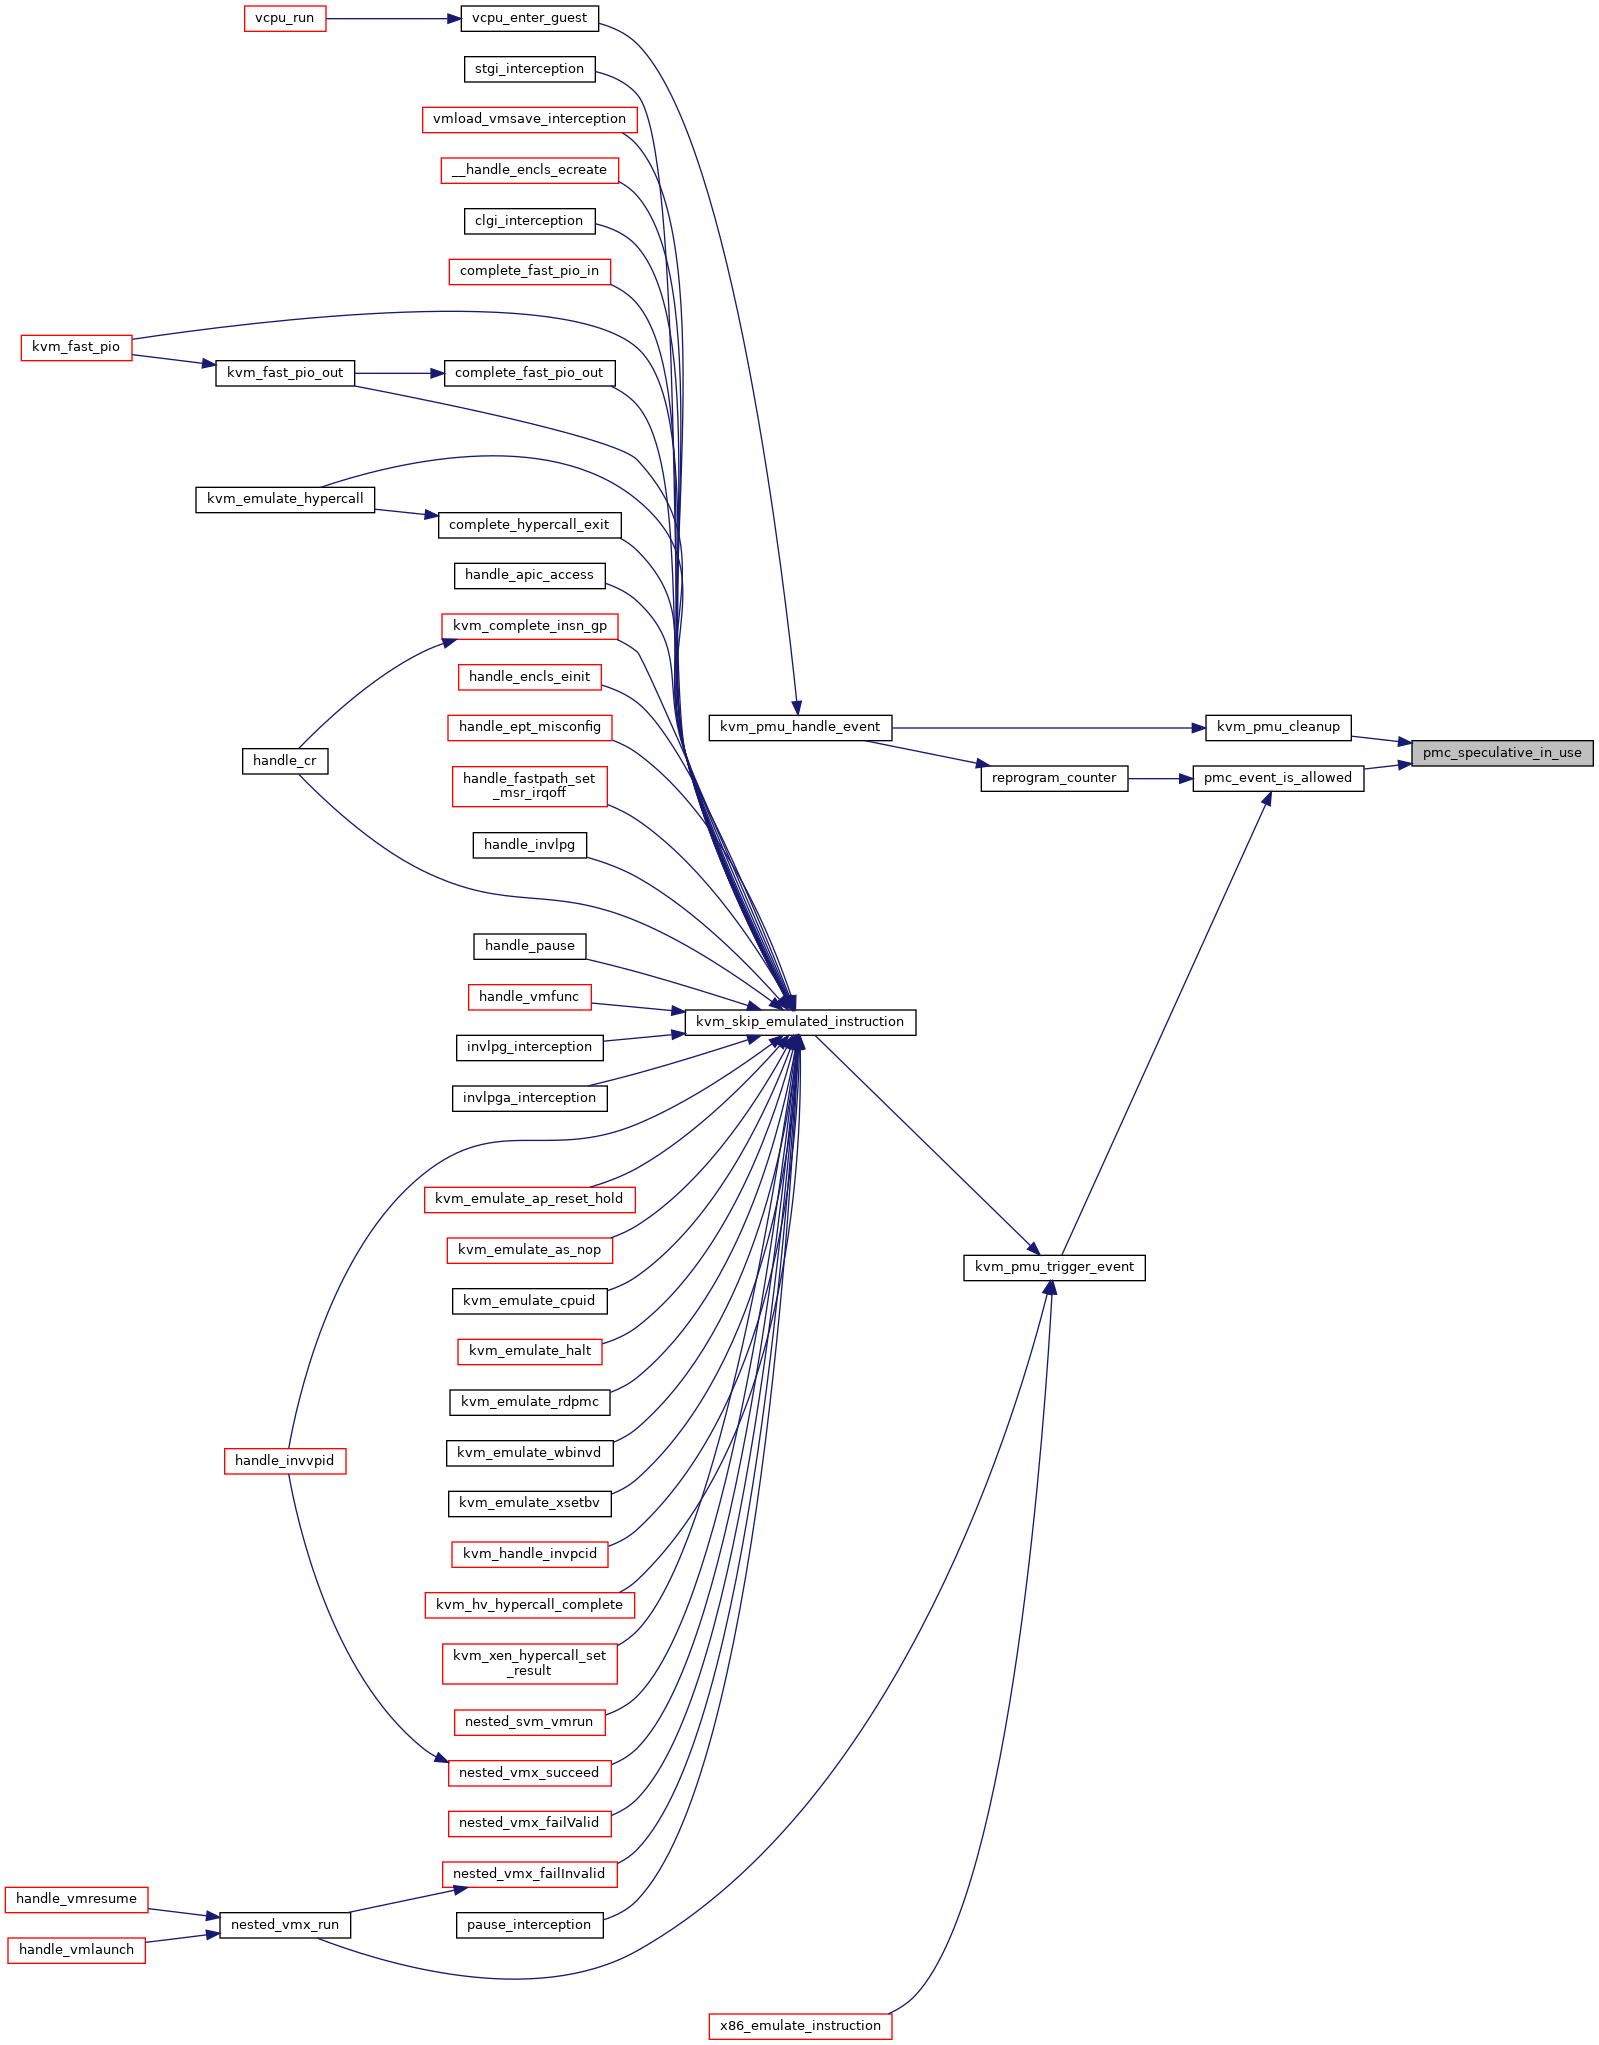 vcpu_run
vcpu_enter_guest
stgi_interception
vmload_vmsave_interception
__handle_encls_ecreate
clgi_interception
complete_fast_pio_in
kvm_fast_pio
kvm_fast_pio_out
complete_fast_pio_out
kvm_emulate_hypercall
complete_hypercall_exit
handle_apic_access
kvm_complete_insn_gp
handle_encls_einit
handle_ept_misconfig
kvm_pmu_handle_event
kvm_pmu_cleanup
pmc_speculative_in_use
handle_cr
reprogram_counter
pmc_event_is_allowed
handle_fastpath_set
_msr_irqoff
handle_invlpg
handle_pause
handle_vmfunc
kvm_skip_emulated_instruction
invlpg_interception
invlpga_interception
kvm_emulate_ap_reset_hold
kvm_emulate_as_nop
kvm_pmu_trigger_event
kvm_emulate_cpuid
kvm_emulate_halt
kvm_emulate_rdpmc
kvm_emulate_wbinvd
handle_invvpid
kvm_emulate_xsetbv
kvm_handle_invpcid
kvm_hv_hypercall_complete
kvm_xen_hypercall_set
_result
nested_svm_vmrun
nested_vmx_succeed
nested_vmx_failValid
nested_vmx_failInvalid
handle_vmresume
nested_vmx_run
pause_interception
handle_vmlaunch
x86_emulate_instruction